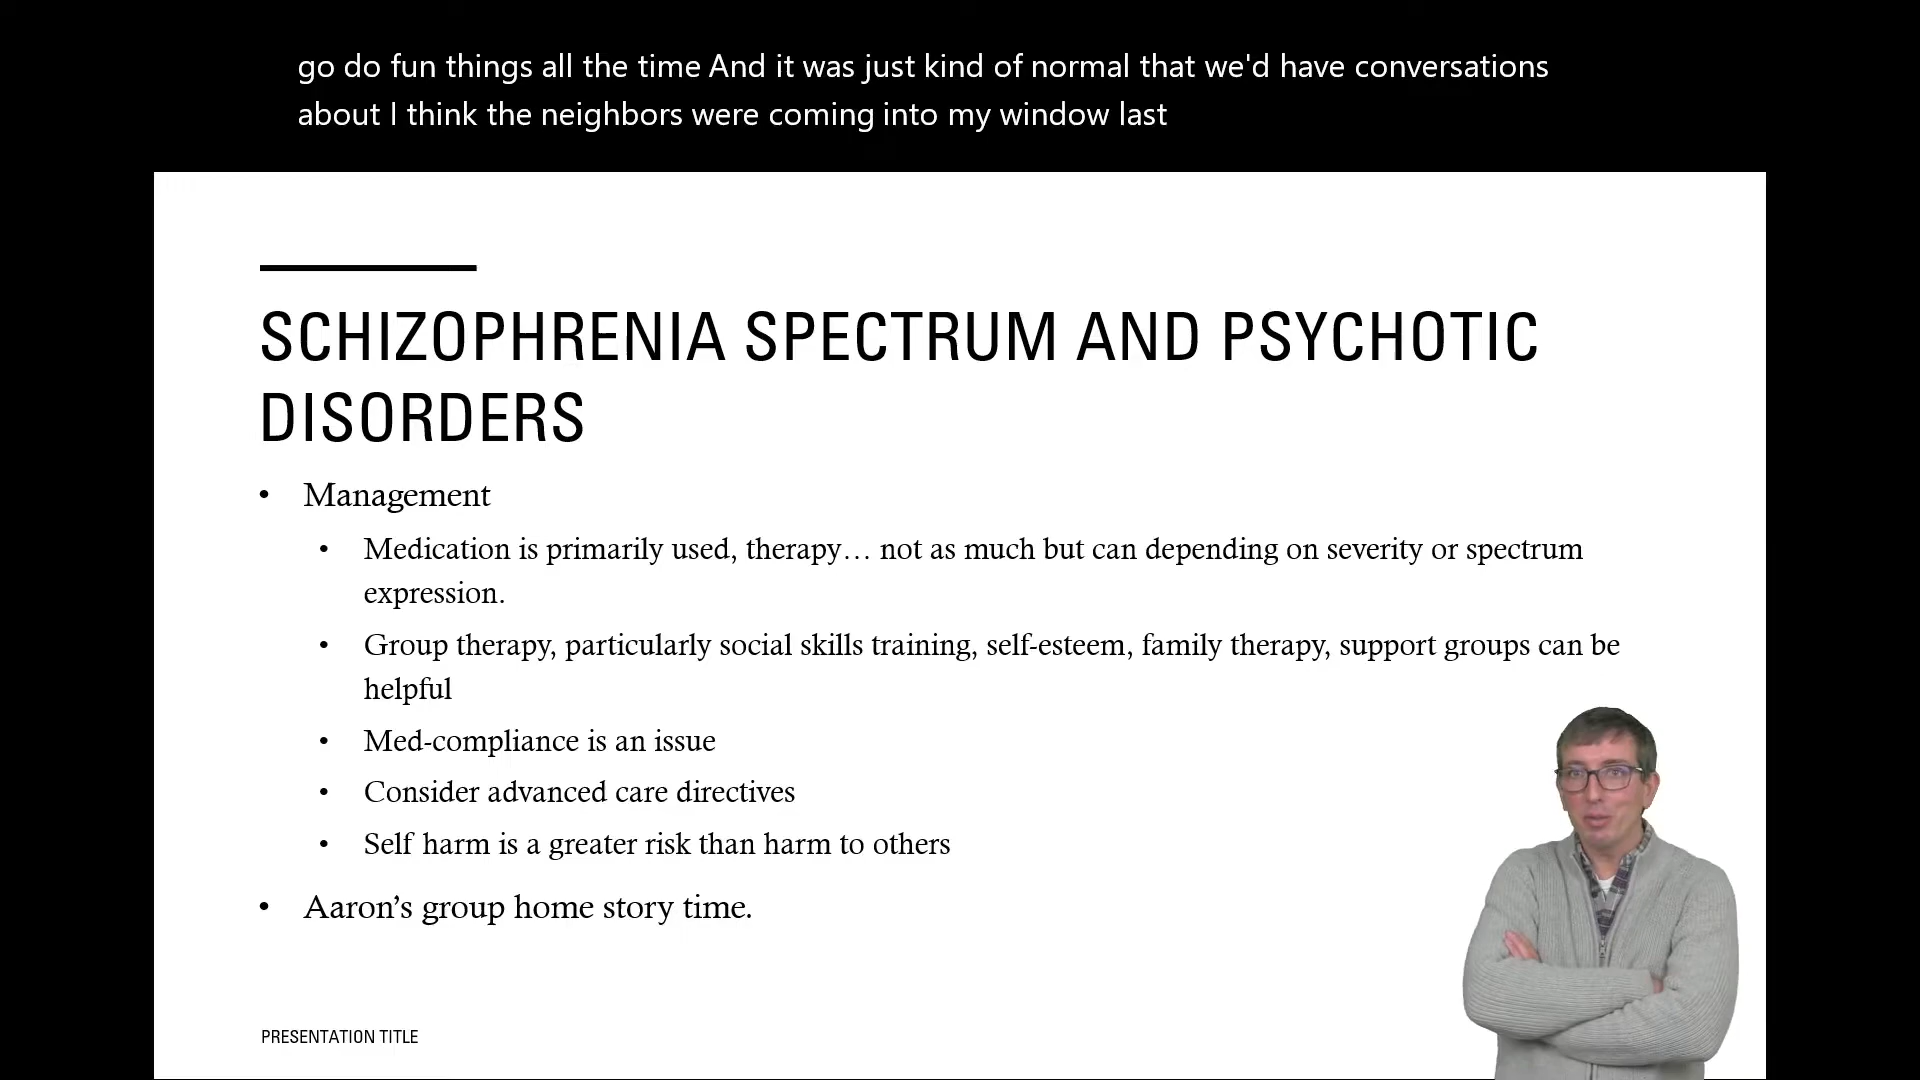 go do fun things all the time And it was just kind of normal that we'd have conversations
about I think the neighbors were coming into my window last
SCHIZOPHRENIA SPECTRUM AND PSYCHOTIC
DISORDERS
• Management
• Medication is primarily used, therapy… not as much but can depending on severity or spectrum
expression.
• Group therapy, particularly social skills training, self-esteem, family therapy, support groups can be
helpful
• Med-compliance is an issue
• Consider advanced care directives
• Self harm is a greater risk than harm to others
• Aaron’s group home story time.
PRESENTATION TITLE